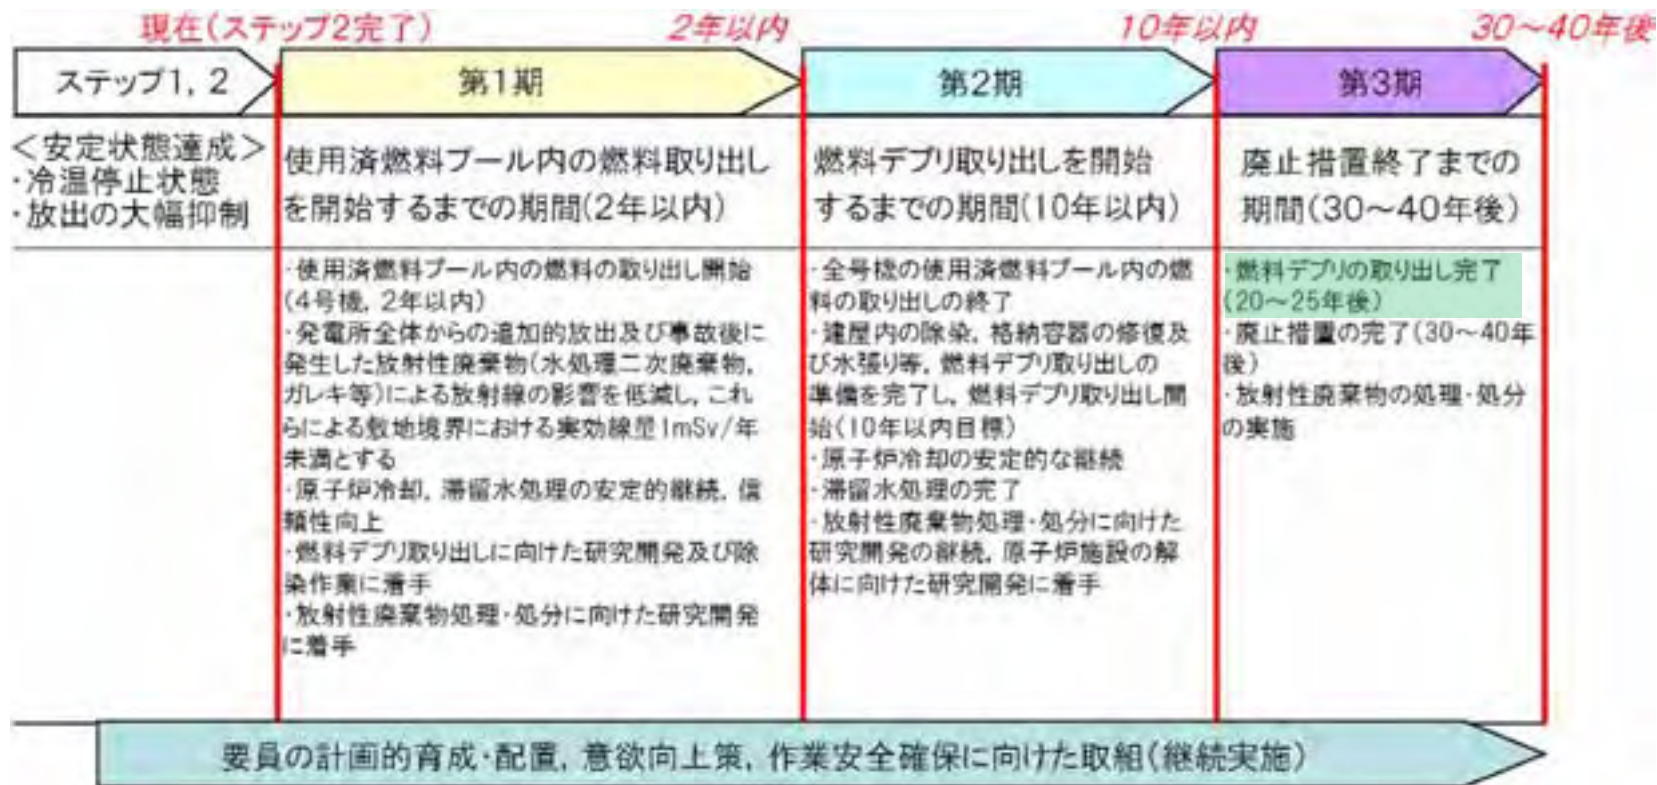 現在(ステップ2完了)
2年以内
10年以内
30～40年後
ステップ1, 2
第1期
第2期
第3期
＜安定状態達成＞
・冷温停止状態
・放出の大幅抑制
使用済燃料プール内の燃料取り出し
を開始するまでの期間(2年以内)
燃料デブリ取り出しを開始
するまでの期間(10年以内)
廃止措置終了までの
期間(30～40年後)
・使用済燃料プール内の燃料の取り出し開始
(4号機, 2年以内)
・発電所全体からの追加的放出及び事故後に
発生した放射性廃棄物(水処理二次廃棄物,
ガレキ等)による放射線の影響を低減し, これ
らによる敷地境界における実効線量1mSv/年
未満とする
・原子炉冷却, 滞留水処理の安定的継続, 信
頼性向上
・燃料デブリ取り出しに向けた研究開発及び除
染作業に着手
・放射性廃棄物処理・処分に向けた研究開発
に着手
・全号機の使用済燃料プール内の燃
料の取り出しの終了
・建屋内の除染, 格納容器の修復及
び水張り等, 燃料デブリ取り出しの
準備を完了し, 燃料デブリ取り出し開
始(10年以内目標)
・原子炉冷却の安定的な継続
・滞留水処理の完了
・放射性廃棄物処理・処分に向けた
研究開発の継続, 原子炉施設の解
体に向けた研究開発に着手
・燃料デブリの取り出し完了
(20～25年後)
・廃止措置の完了(30～40年
後)
・放射性廃棄物の処理・処分
の実施
要員の計画的育成・配置, 意欲向上策, 作業安全確保に向けた取組(継続実施)